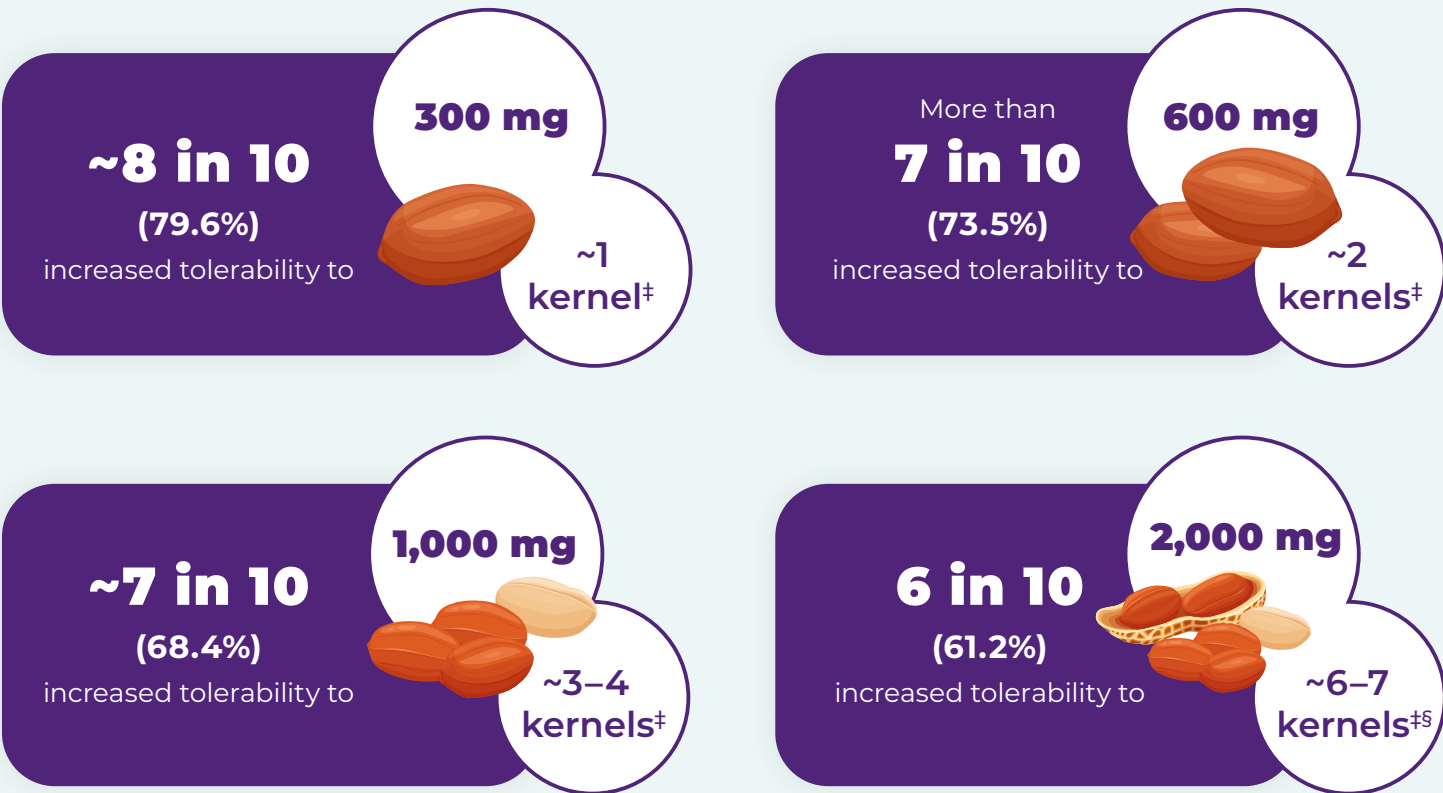 ~8 in 10
(79.6%)
increased tolerability to
300 mg
~1
kernel‡
More than
7 in 10
(73.5%)
increased tolerability to
600 mg
~2
kernels‡
~7 in 10
(68.4%)
increased tolerability to
1,000 mg
~3–4
kernels‡
6 in 10
(61.2%)
increased tolerability to
2,000 mg
~6–7
kernels‡§